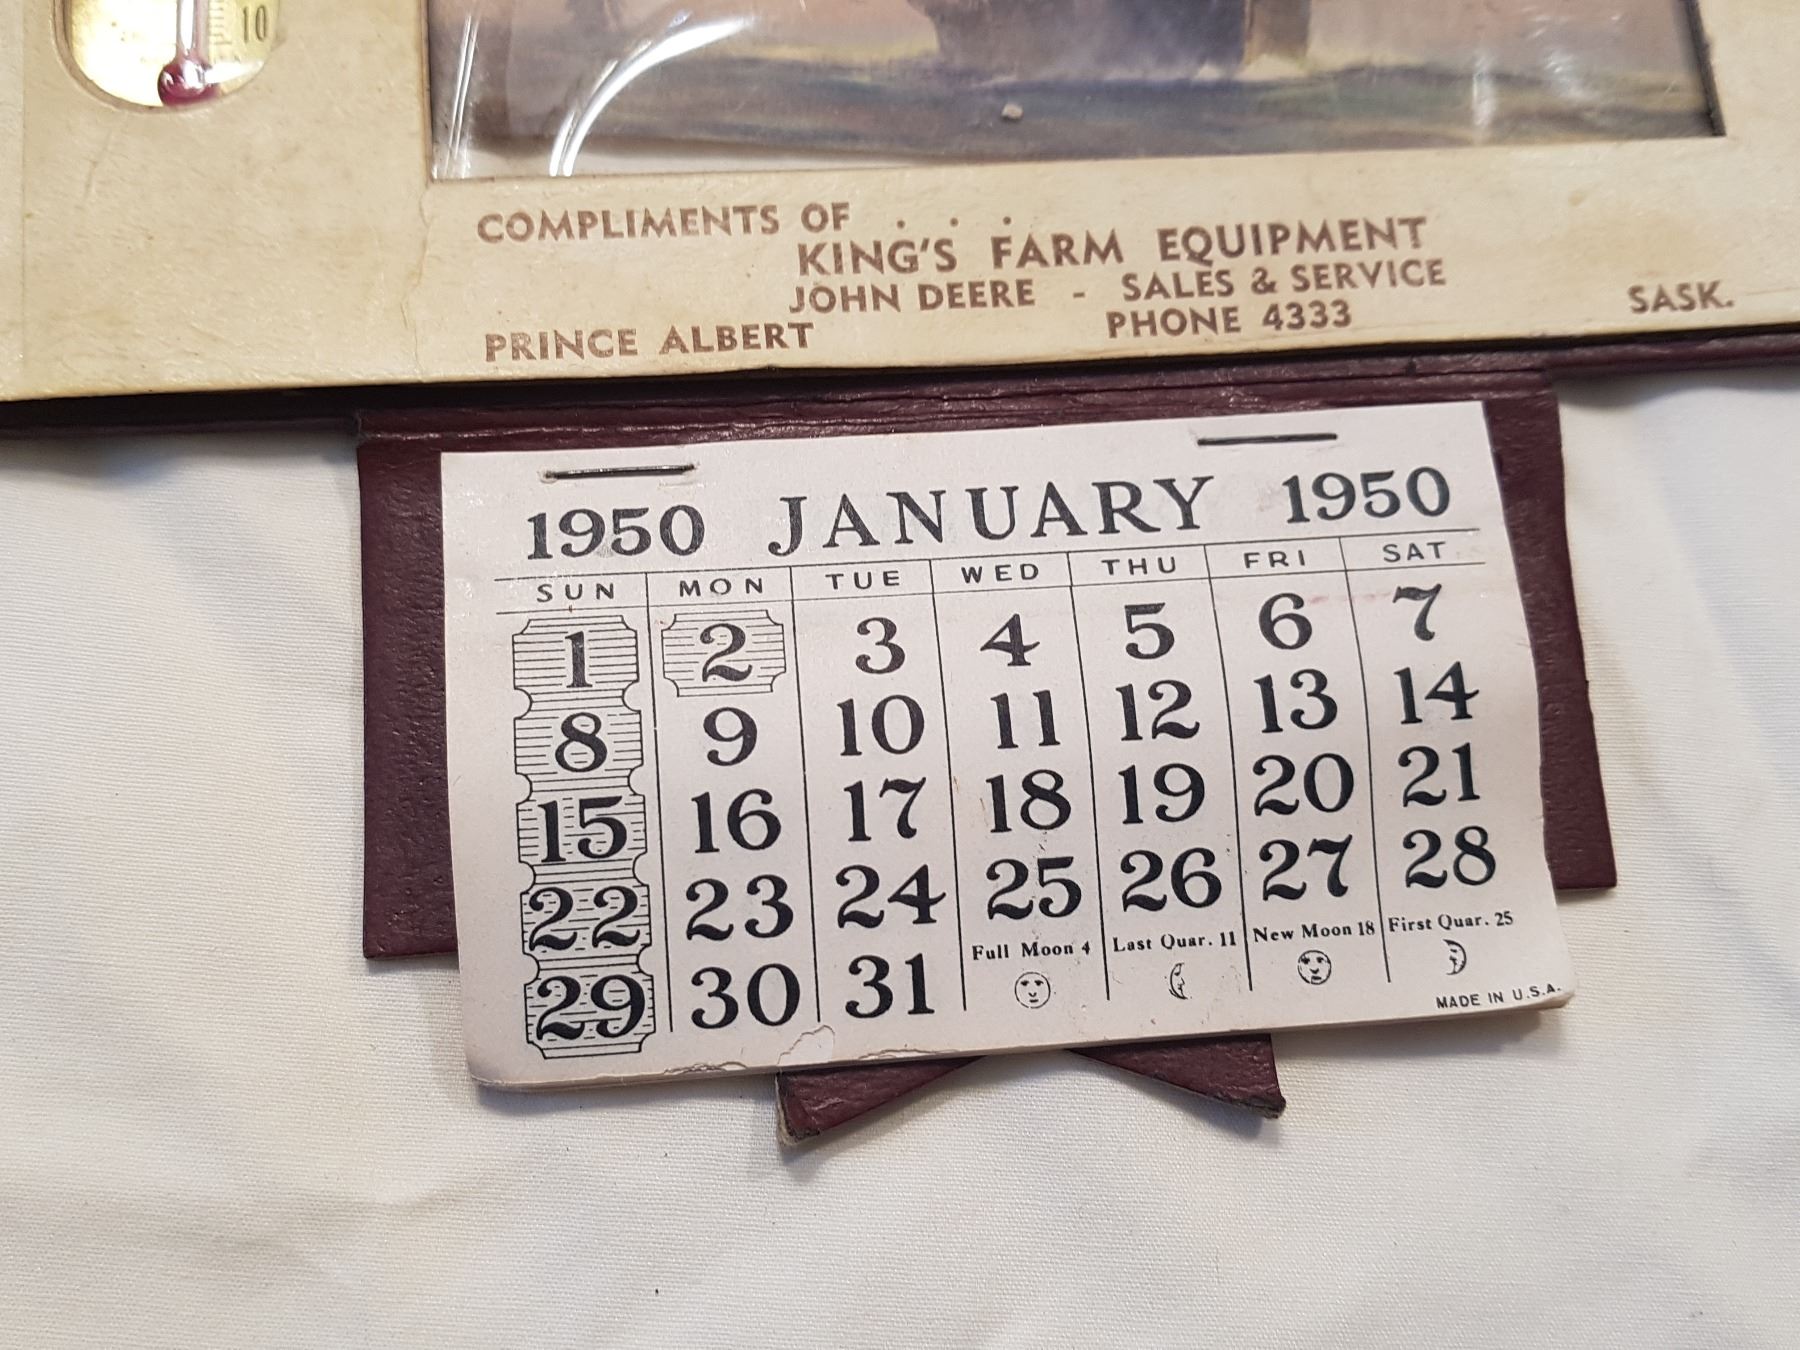 10
COMPLIMENTS OF . . .
KING'S FARM EQUIPMENT
JOHN DEERE - SALES & SERVICE
PRINCE ALBERT PHONE 4333 SASK.
1950 JANUARY 1950
SUN MON TUE WED THU FRI SAT
1 2 3 4 5 6 7
8 9 10 11 12 13 14
15 16 17 18 19 20 21
22 23 24 25 26 27 28
29 30 31 Full Moon 4 Last Quar. 11 New Moon 18 First Quar. 25
MADE IN U.S.A.